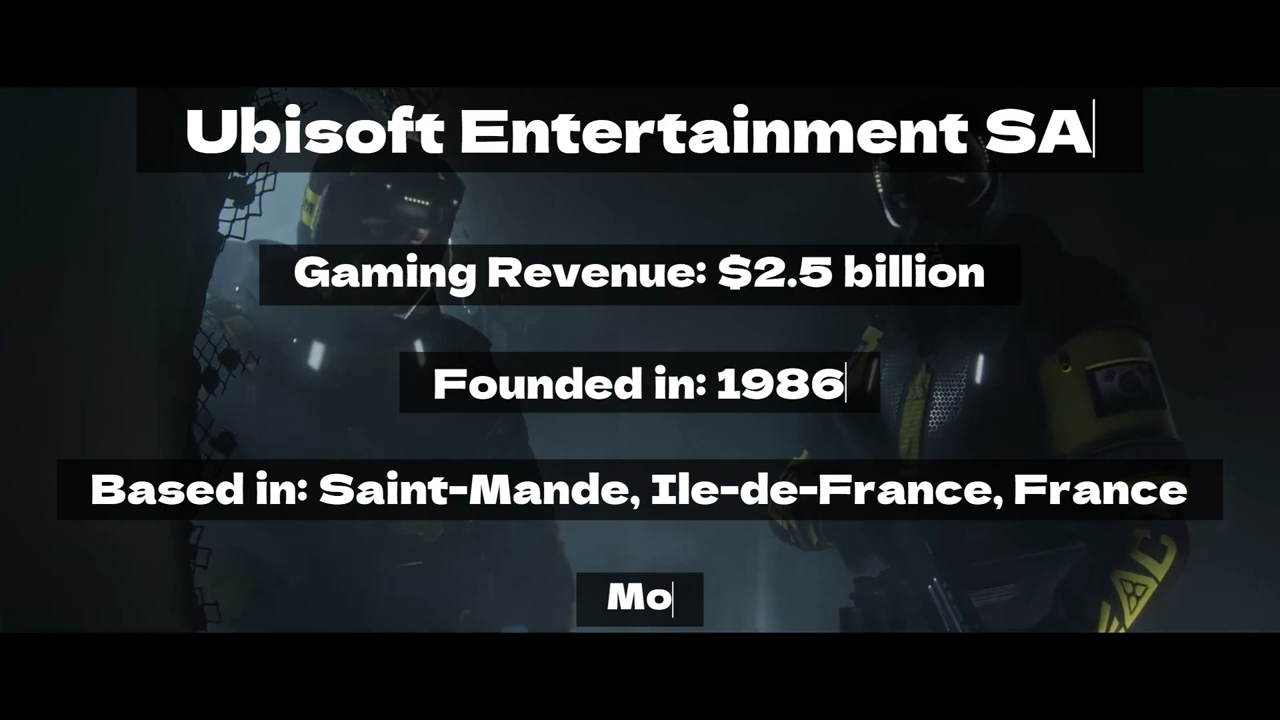 Ubisoft Entertainment SA
Gaming Revenue: $2.5 billion
Founded in: 1986
Based in: Saint-Mande, Ile-de-France, France
Mo